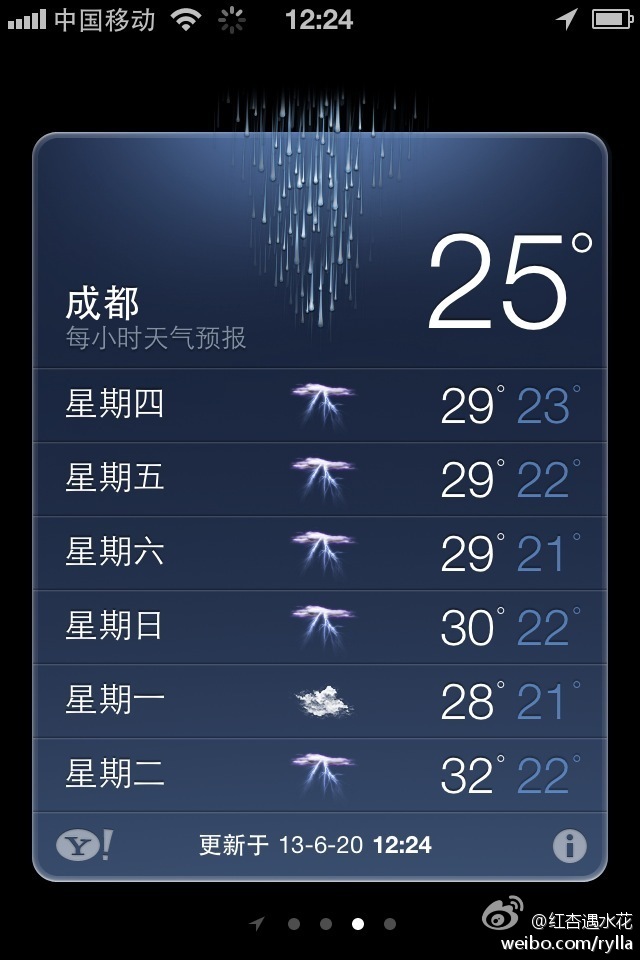 中国移动 12:24
25°
成都
每小时天气预报
星期四 29° 23°
星期五 29° 22°
星期六 29° 21°
星期日 30° 22°
星期一 28° 21°
星期二 32° 22°
Y! 更新于 13-6-20 12:24 i
@红杏遇水花
weibo.com/rylla